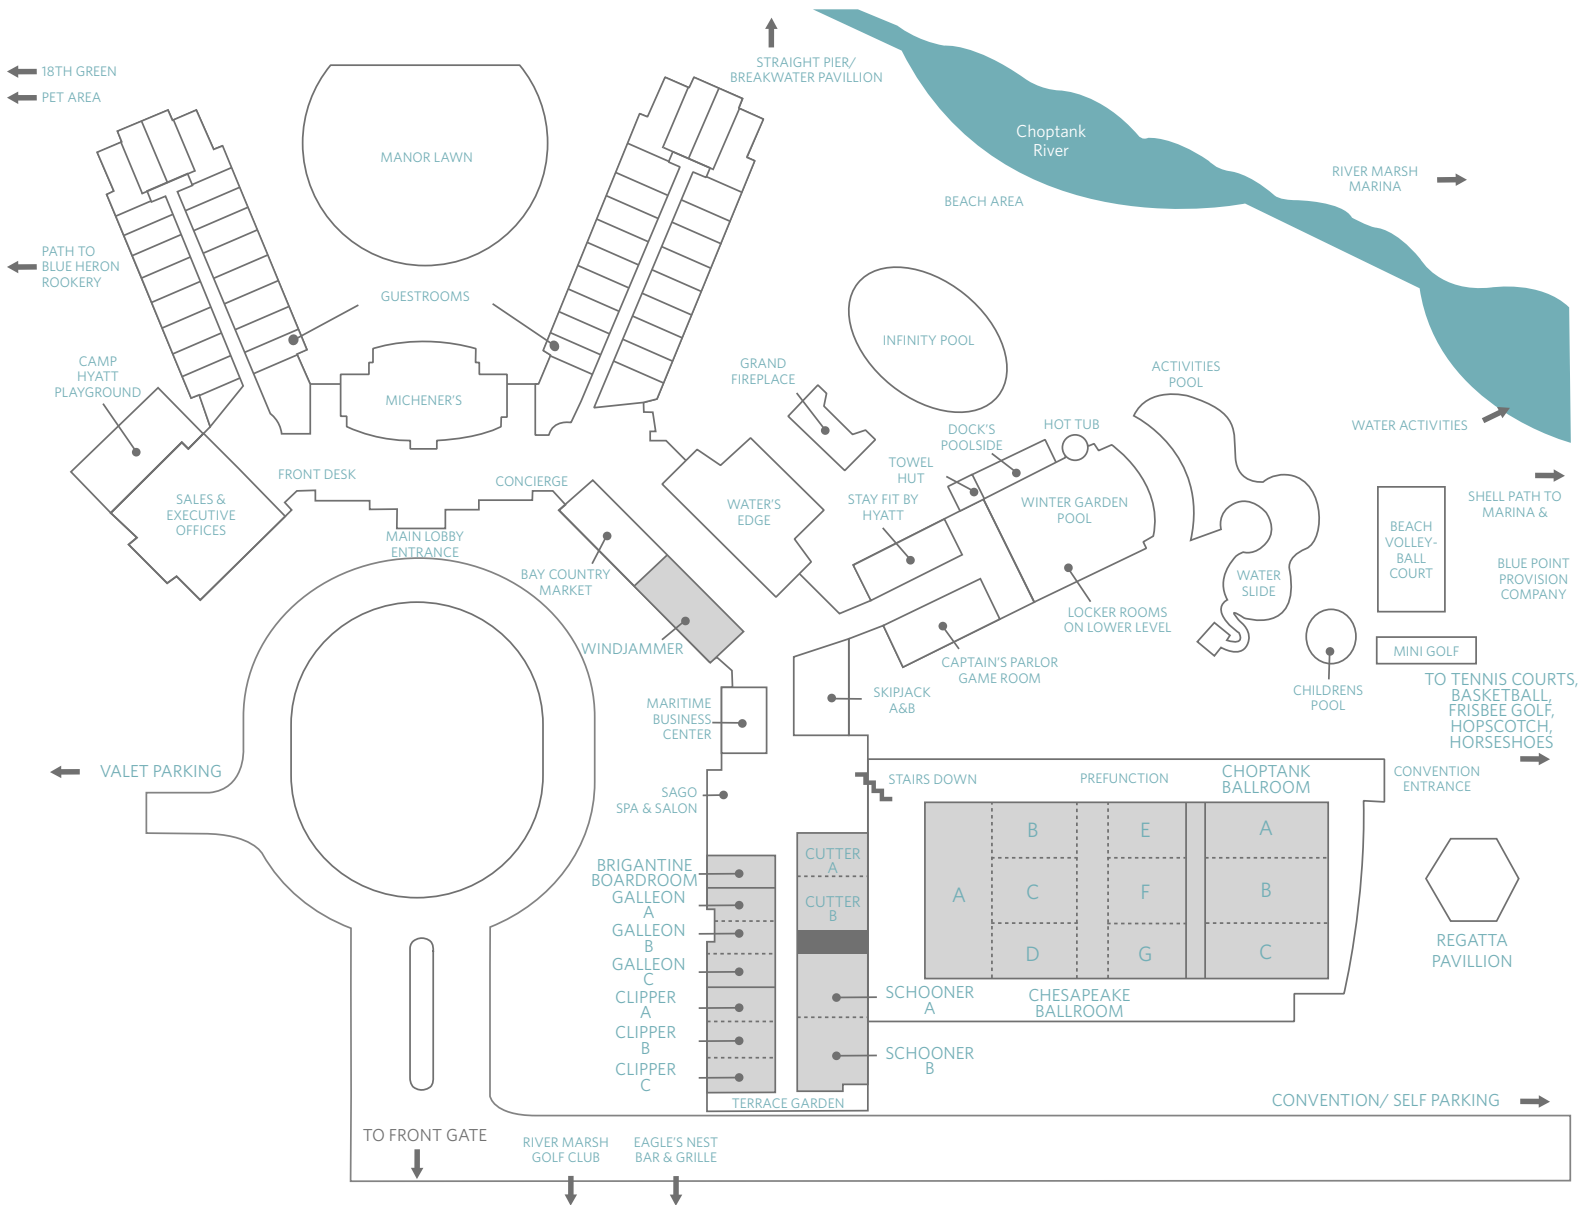 STRAIGHT PIER/
BREAKWATER PAVILLION
18TH GREEN
PET AREA
MANOR LAWN
Choptank
River
RIVER MARSH
MARINA
BEACH AREA
PATH TO
BLUE HERON
ROOKERY
GUESTROOMS
INFINITY POOL
CAMP
HYATT
PLAYGROUND
GRAND
FIREPLACE
ACTIVITIES
POOL
MICHENER'S
WATER ACTIVITIES
DOCK'S
POOLSIDE
HOT TUB
TOWEL
HUT
FRONT DESK
CONCIERGE
SALES &
EXECUTIVE
OFFICES
WATER'S
EDGE
STAY FIT BY
HYATT
WINTER GARDEN
POOL
SHELL PATH TO
MARINA &
BEACH
VOLLEY-
BALL
COURT
BLUE POINT
PROVISION
COMPANY
MAIN LOBBY
ENTRANCE
BAY COUNTRY
MARKET
WATER
SLIDE
LOCKER ROOMS
ON LOWER LEVEL
WINDJAMMER
CAPTAIN'S PARLOR
GAME ROOM
MINI GOLF
CHILDRENS
POOL
SKIPJACK
A&B
TO TENNIS COURTS,
BASKETBALL,
FRISBEE GOLF,
HOPSCOTCH,
HORSESHOES
MARITIME
BUSINESS
CENTER
VALET PARKING
STAIRS DOWN
PREFUNCTION
CHOPTANK
BALLROOM
CONVENTION
ENTRANCE
SAGO
SPA & SALON
CUTTER
A
CUTTER
B
BRIGANTINE
BOARDROOM
GALLEON
A
GALLEON
B
GALLEON
C
CLIPPER
A
CLIPPER
B
CLIPPER
C
A
B
C
D
E
F
G
A
B
C
REGATTA
PAVILLION
SCHOONER
A
SCHOONER
B
CHESAPEAKE
BALLROOM
TERRACE GARDEN
CONVENTION/ SELF PARKING
TO FRONT GATE
RIVER MARSH
GOLF CLUB
EAGLE'S NEST
BAR & GRILLE